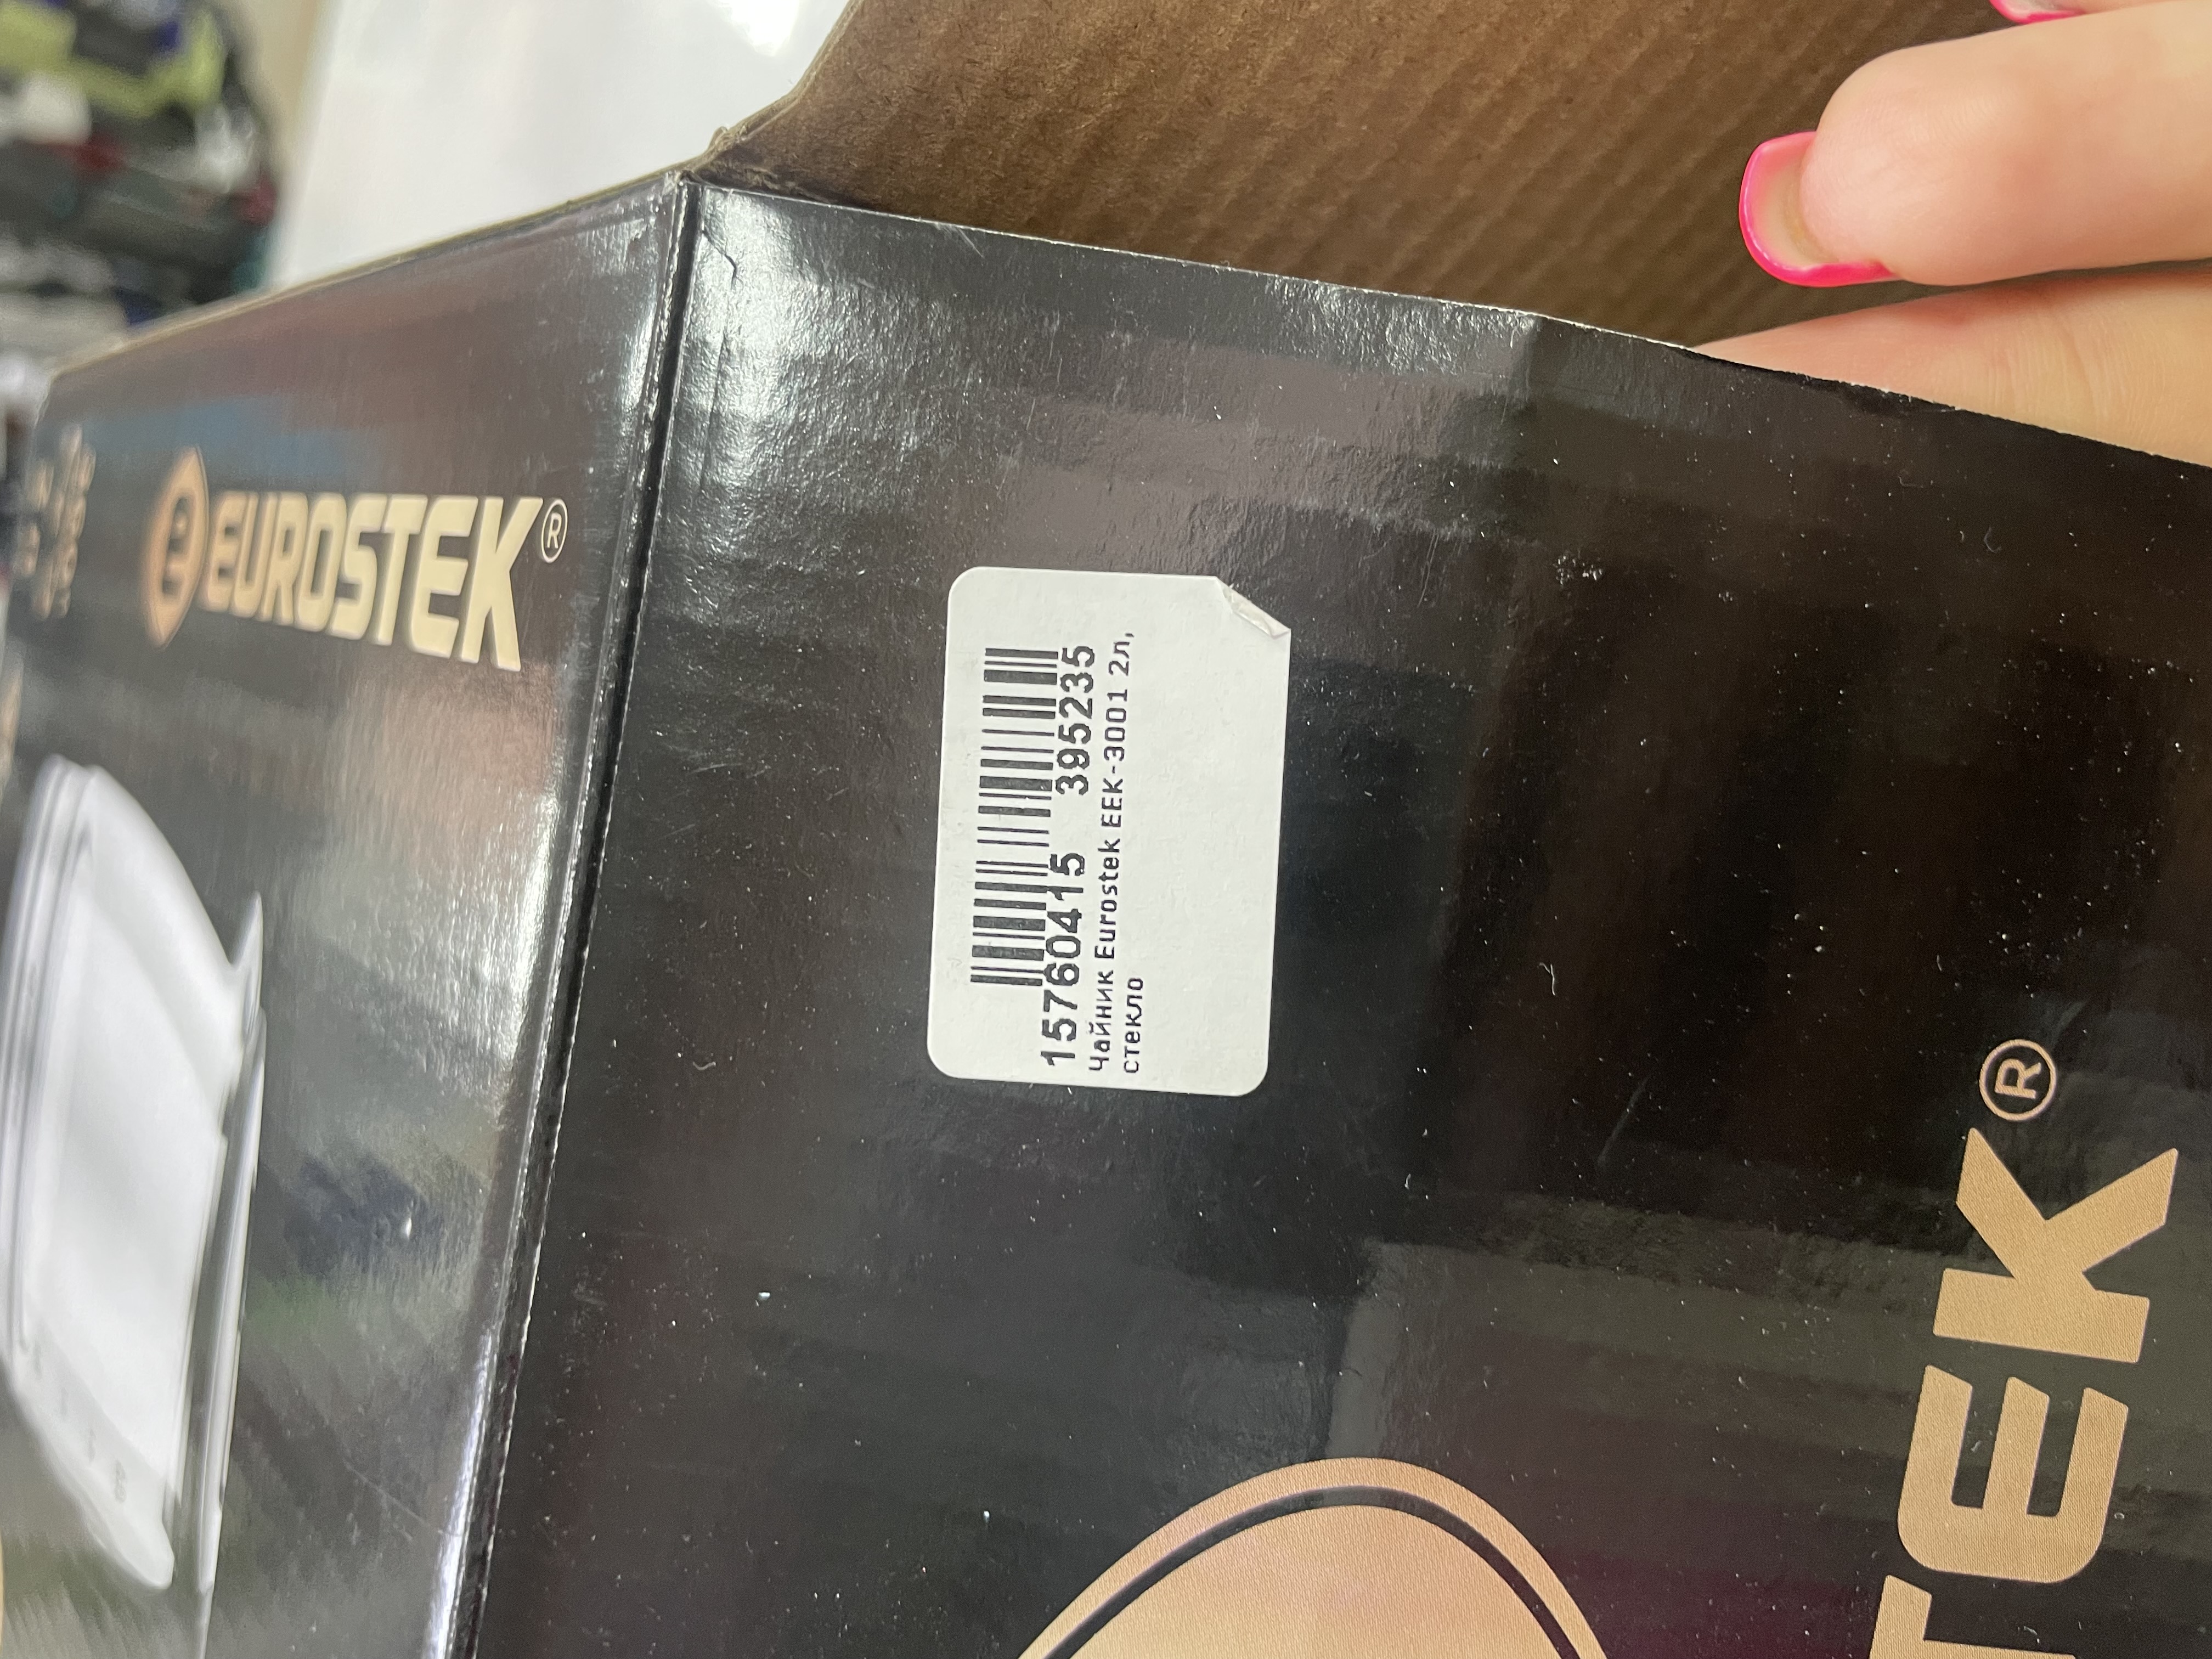 EUROSTEK®
15760415 395235
Чайник Eurostek EEK-3001 2л,
стекло
TEK®